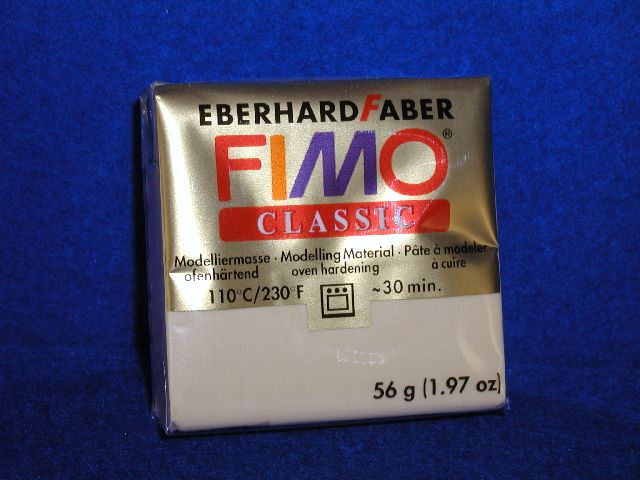 EBERHARDFABER
FIMO®
CLASSIC
Modelliermasse · Modelling Material · Pâte à modeler
ofenhärtend oven hardening à cuire
110°C/230°F ~30 min.
56 g (1.97 oz)